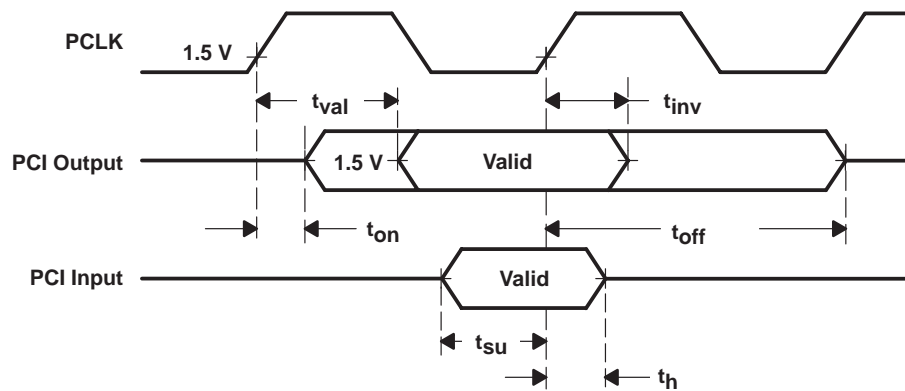 PCLK
1.5 V
tval
tinv
PCI Output
1.5 V
Valid
ton
toff
PCI Input
Valid
tsu
th